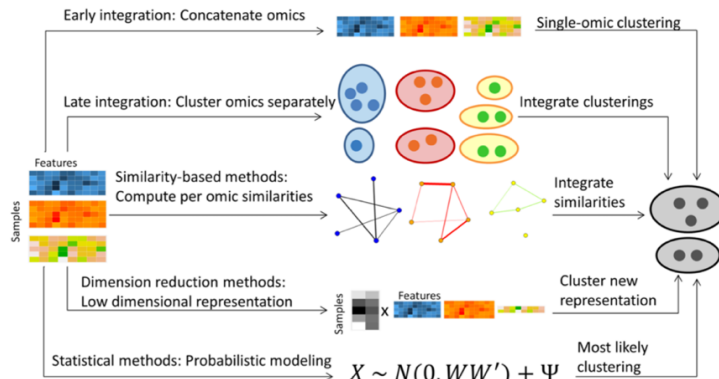 Early integration: Concatenate omics
Single-omic clustering
Late integration: Cluster omics separately
Integrate clusterings
Features
Samples
Similarity-based methods:
Compute per omic similarities
Integrate
similarities
Dimension reduction methods:
Low dimensional representation
Samples
X
Features
Cluster new
representation
Statistical methods: Probabilistic modeling
X ~ N(0, WW') + Ψ
Most likely
clustering